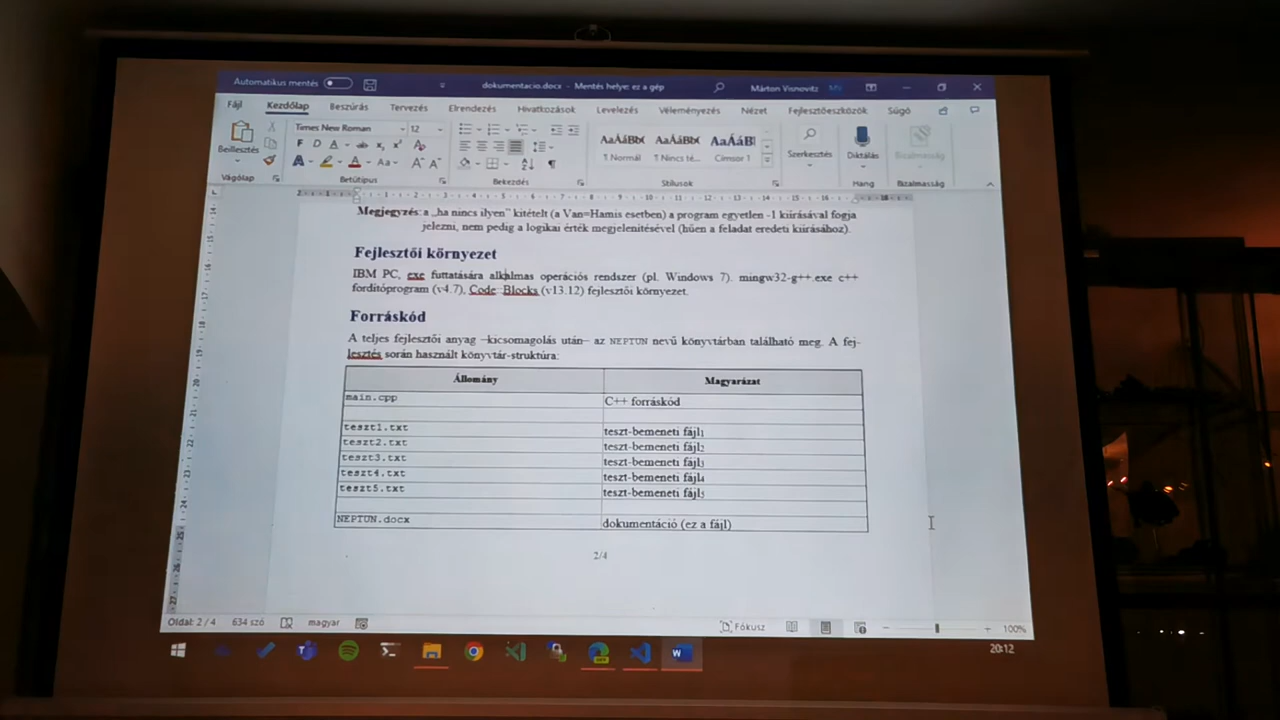 Automatikus mentés
dokumentacio.docx - Mentés helye: ez a gép
Márton Visnovitz
MV
Fájl Kezdőlap Beszúrás Tervezés Elrendezés Hivatkozások Levelezés Véleményezés Nézet Fejlesztőeszközök Súgó
Beillesztés
Times New Roman 12
F D A ab x₂ x²
A A Aa A A
AaÁáBb AaÁáBb AaÁáB
¶ Normál ¶ Nincs té... Címsor 1
Szerkesztés
Diktálás
Bizalmasság
Vágólap Betűtípus Bekezdés Stílusok Hang Bizalmasság
Megjegyzés: a „ha nincs ilyen” kitételt (a Van=Hamis esetben) a program egyetlen -1 kiírásával fogja
jelezni, nem pedig a logikai érték megjelenítésével (hűen a feladat eredeti kiírásához).
Fejlesztői környezet
IBM PC, exe futtatására alkalmas operációs rendszer (pl. Windows 7). mingw32-g++.exe c++
fordítóprogram (v4.7), Code::Blocks (v13.12) fejlesztői környezet.
Forráskód
A teljes fejlesztői anyag –kicsomagolás után– az NEPTUN nevű könyvtárban található meg. A fej-
lesztés során használt könyvtár-struktúra:
Állomány Magyarázat
main.cpp C++ forráskód
teszt1.txt teszt-bemeneti fájl₁
teszt2.txt teszt-bemeneti fájl₂
teszt3.txt teszt-bemeneti fájl₃
teszt4.txt teszt-bemeneti fájl₄
teszt5.txt teszt-bemeneti fájl₅
NEPTUN.docx dokumentáció (ez a fájl)
2/4
Oldal: 2 / 4 634 szó magyar Fókusz 100%
20:12